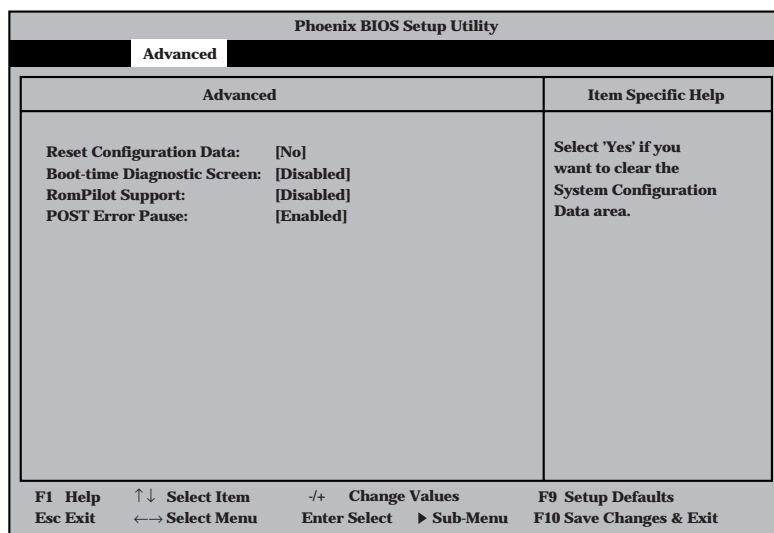 Phoenix BIOS Setup Utility
Advanced
Advanced
Item Specific Help
Reset Configuration Data: [No]
Boot-time Diagnostic Screen: [Disabled]
RomPilot Support: [Disabled]
POST Error Pause: [Enabled]
Select 'Yes' if you
want to clear the
System Configuration
Data area.
F1 Help ↑↓ Select Item -/+ Change Values F9 Setup Defaults
Esc Exit ←→ Select Menu Enter Select ▶ Sub-Menu F10 Save Changes & Exit